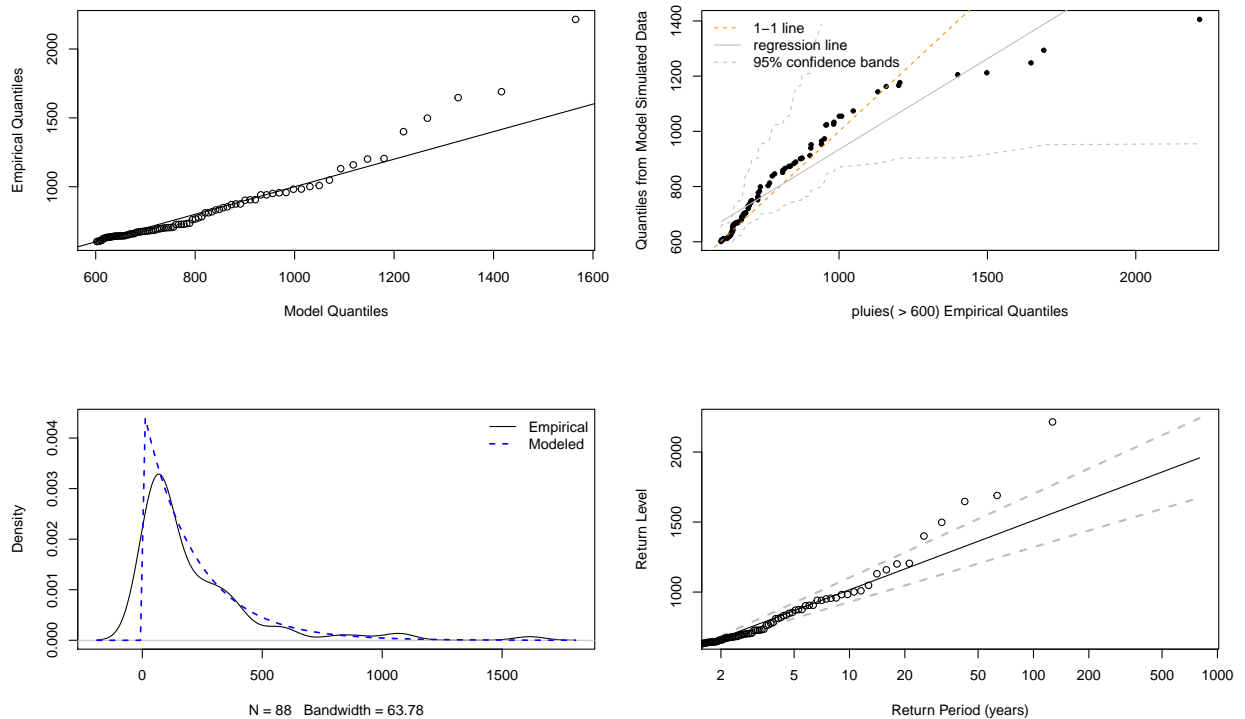 Empirical Quantiles
1000 1500 2000
600 800 1000 1200 1400 1600
Model Quantiles
Quantiles from Model Simulated Data
600 800 1000 1200 1400
1−1 line
regression line
95% confidence bands
1000 1500 2000
pluies( > 600) Empirical Quantiles
Density
0.000 0.001 0.002 0.003 0.004
Empirical
Modeled
0 500 1000 1500
N = 88 Bandwidth = 63.78
Return Level
1000 1500 2000
2 5 10 20 50 100 200 500 1000
Return Period (years)